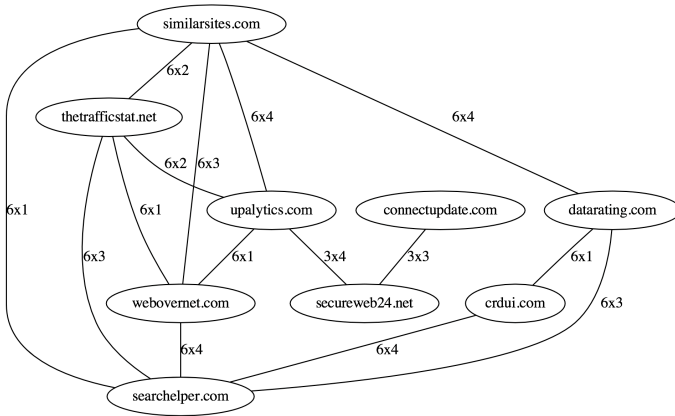 similarsites.com
6x2
thetrafficstat.net
6x4
6x4
6x2
6x3
6x1
6x1
upalytics.com
connectupdate.com
datarating.com
6x3
6x1
3x4
3x3
6x1
webovernet.com
secureweb24.net
crdui.com
6x3
6x4
6x4
searchelper.com